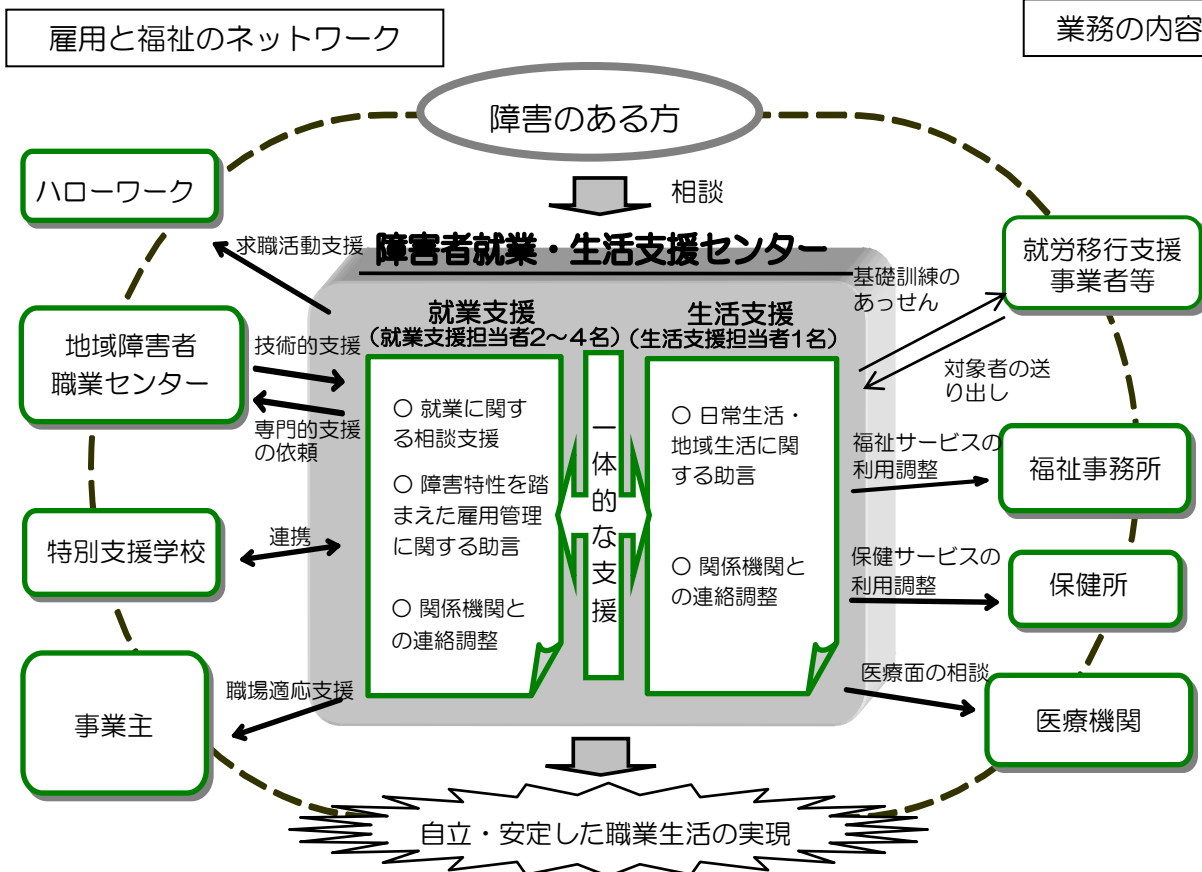 雇用と福祉のネットワーク
業務の内容
障害のある方
相談
障害者就業・生活支援センター
ハローワーク
求職活動支援
地域障害者
職業センター
技術的支援
専門的支援
の依頼
特別支援学校
連携
事業主
職場適応支援
就業支援
(就業支援担当者2~4名)
○ 就業に関す
る相談支援
○ 障害特性を踏
まえた雇用管理
に関する助言
○ 関係機関と
の連絡調整
一体的な支援
生活支援
(生活支援担当者1名)
○ 日常生活・
地域生活に関
する助言
○ 関係機関と
の連絡調整
基礎訓練の
あっせん
就労移行支援
事業者等
対象者の送
り出し
福祉サービスの
利用調整
福祉事務所
保健サービスの
利用調整
保健所
医療面の相談
医療機関
自立・安定した職業生活の実現